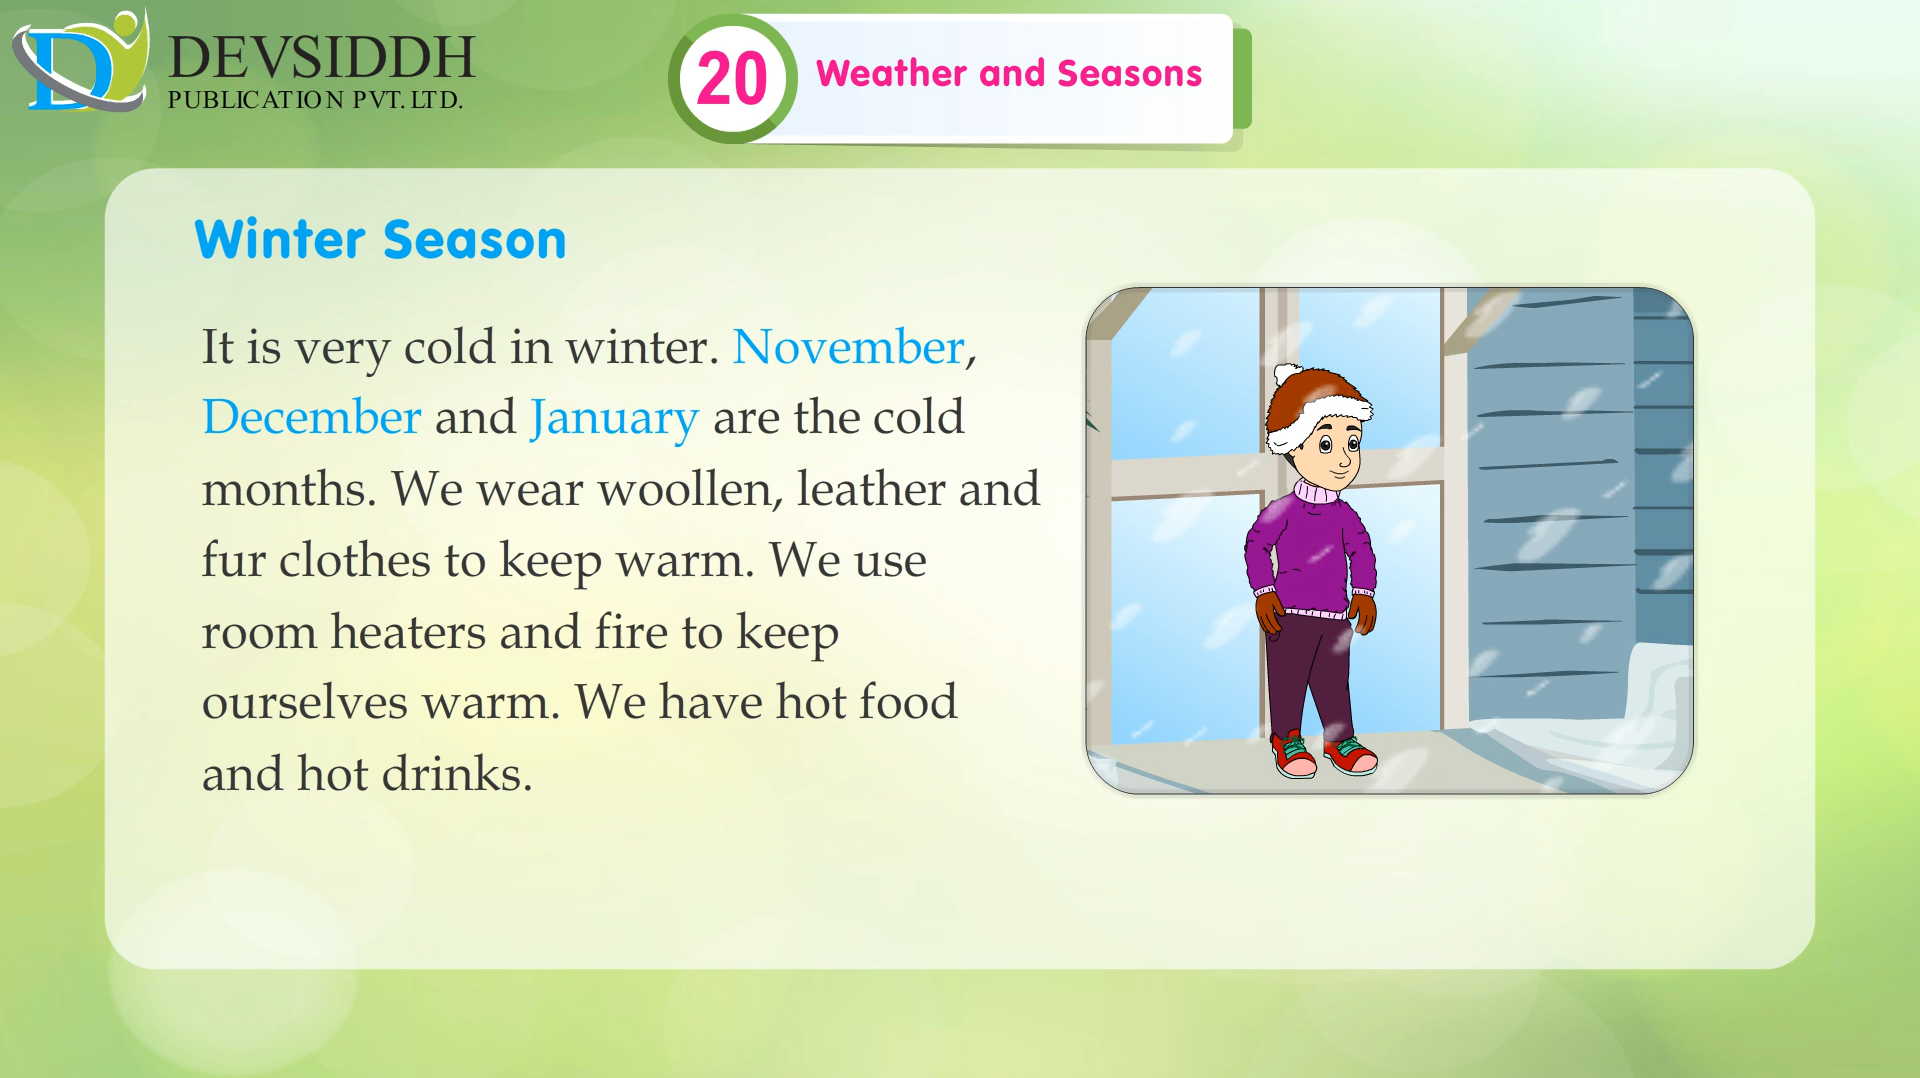 DEVSIDDH
PUBLICATION PVT. LTD.
20
Weather and Seasons
Winter Season
It is very cold in winter. November,
December and January are the cold
months. We wear woollen, leather and
fur clothes to keep warm. We use
room heaters and fire to keep
ourselves warm. We have hot food
and hot drinks.